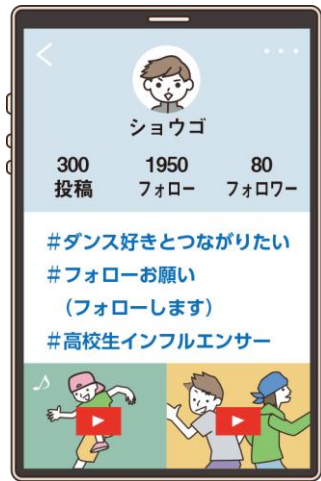 ショウゴ
300 1950 80
投稿 フォロー フォロワー
#ダンス好きとつながりたい
#フォローお願い
(フォローします)
#高校生インフルエンサー